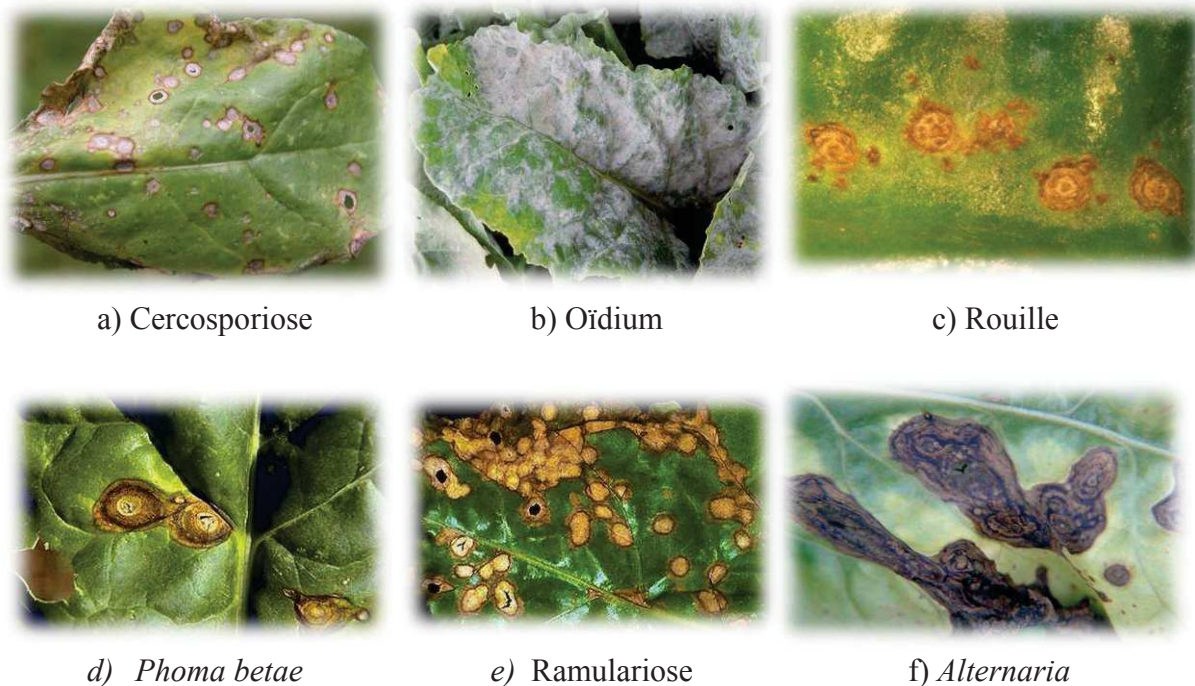 a) Cercosporiose b) Oïdium c) Rouille
d) Phoma betae e) Ramulariose f) Alternaria